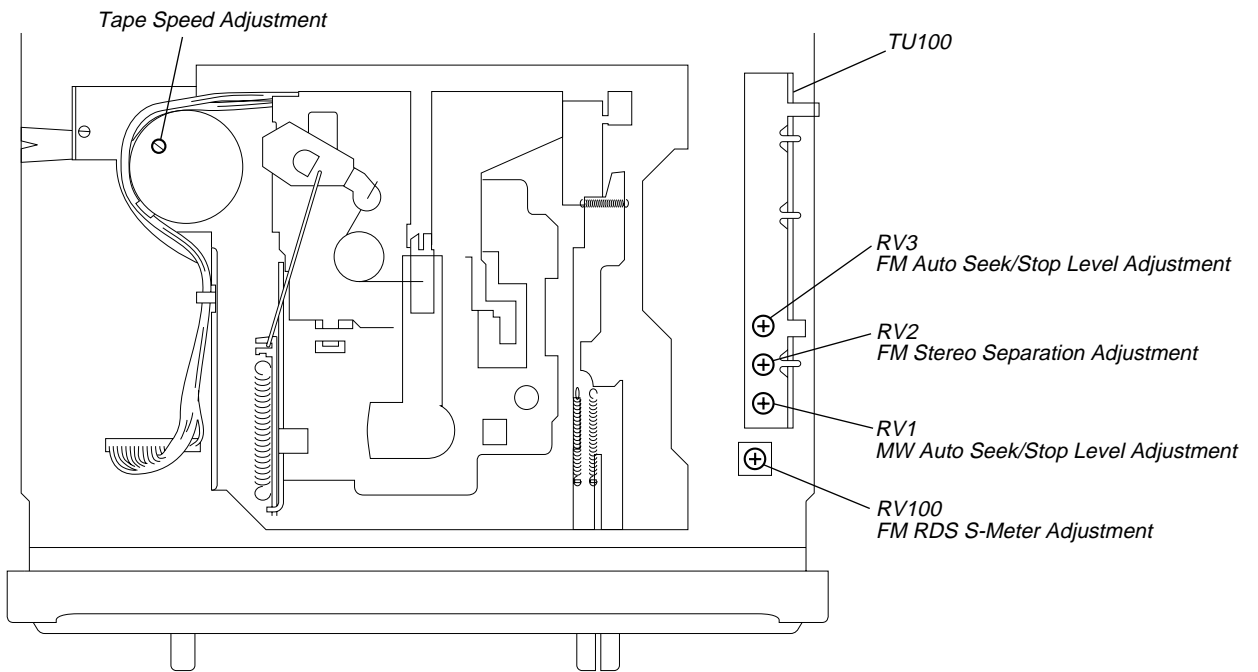 Tape Speed Adjustment
TU100
RV3
FM Auto Seek/Stop Level Adjustment
RV2
FM Stereo Separation Adjustment
RV1
MW Auto Seek/Stop Level Adjustment
RV100
FM RDS S-Meter Adjustment